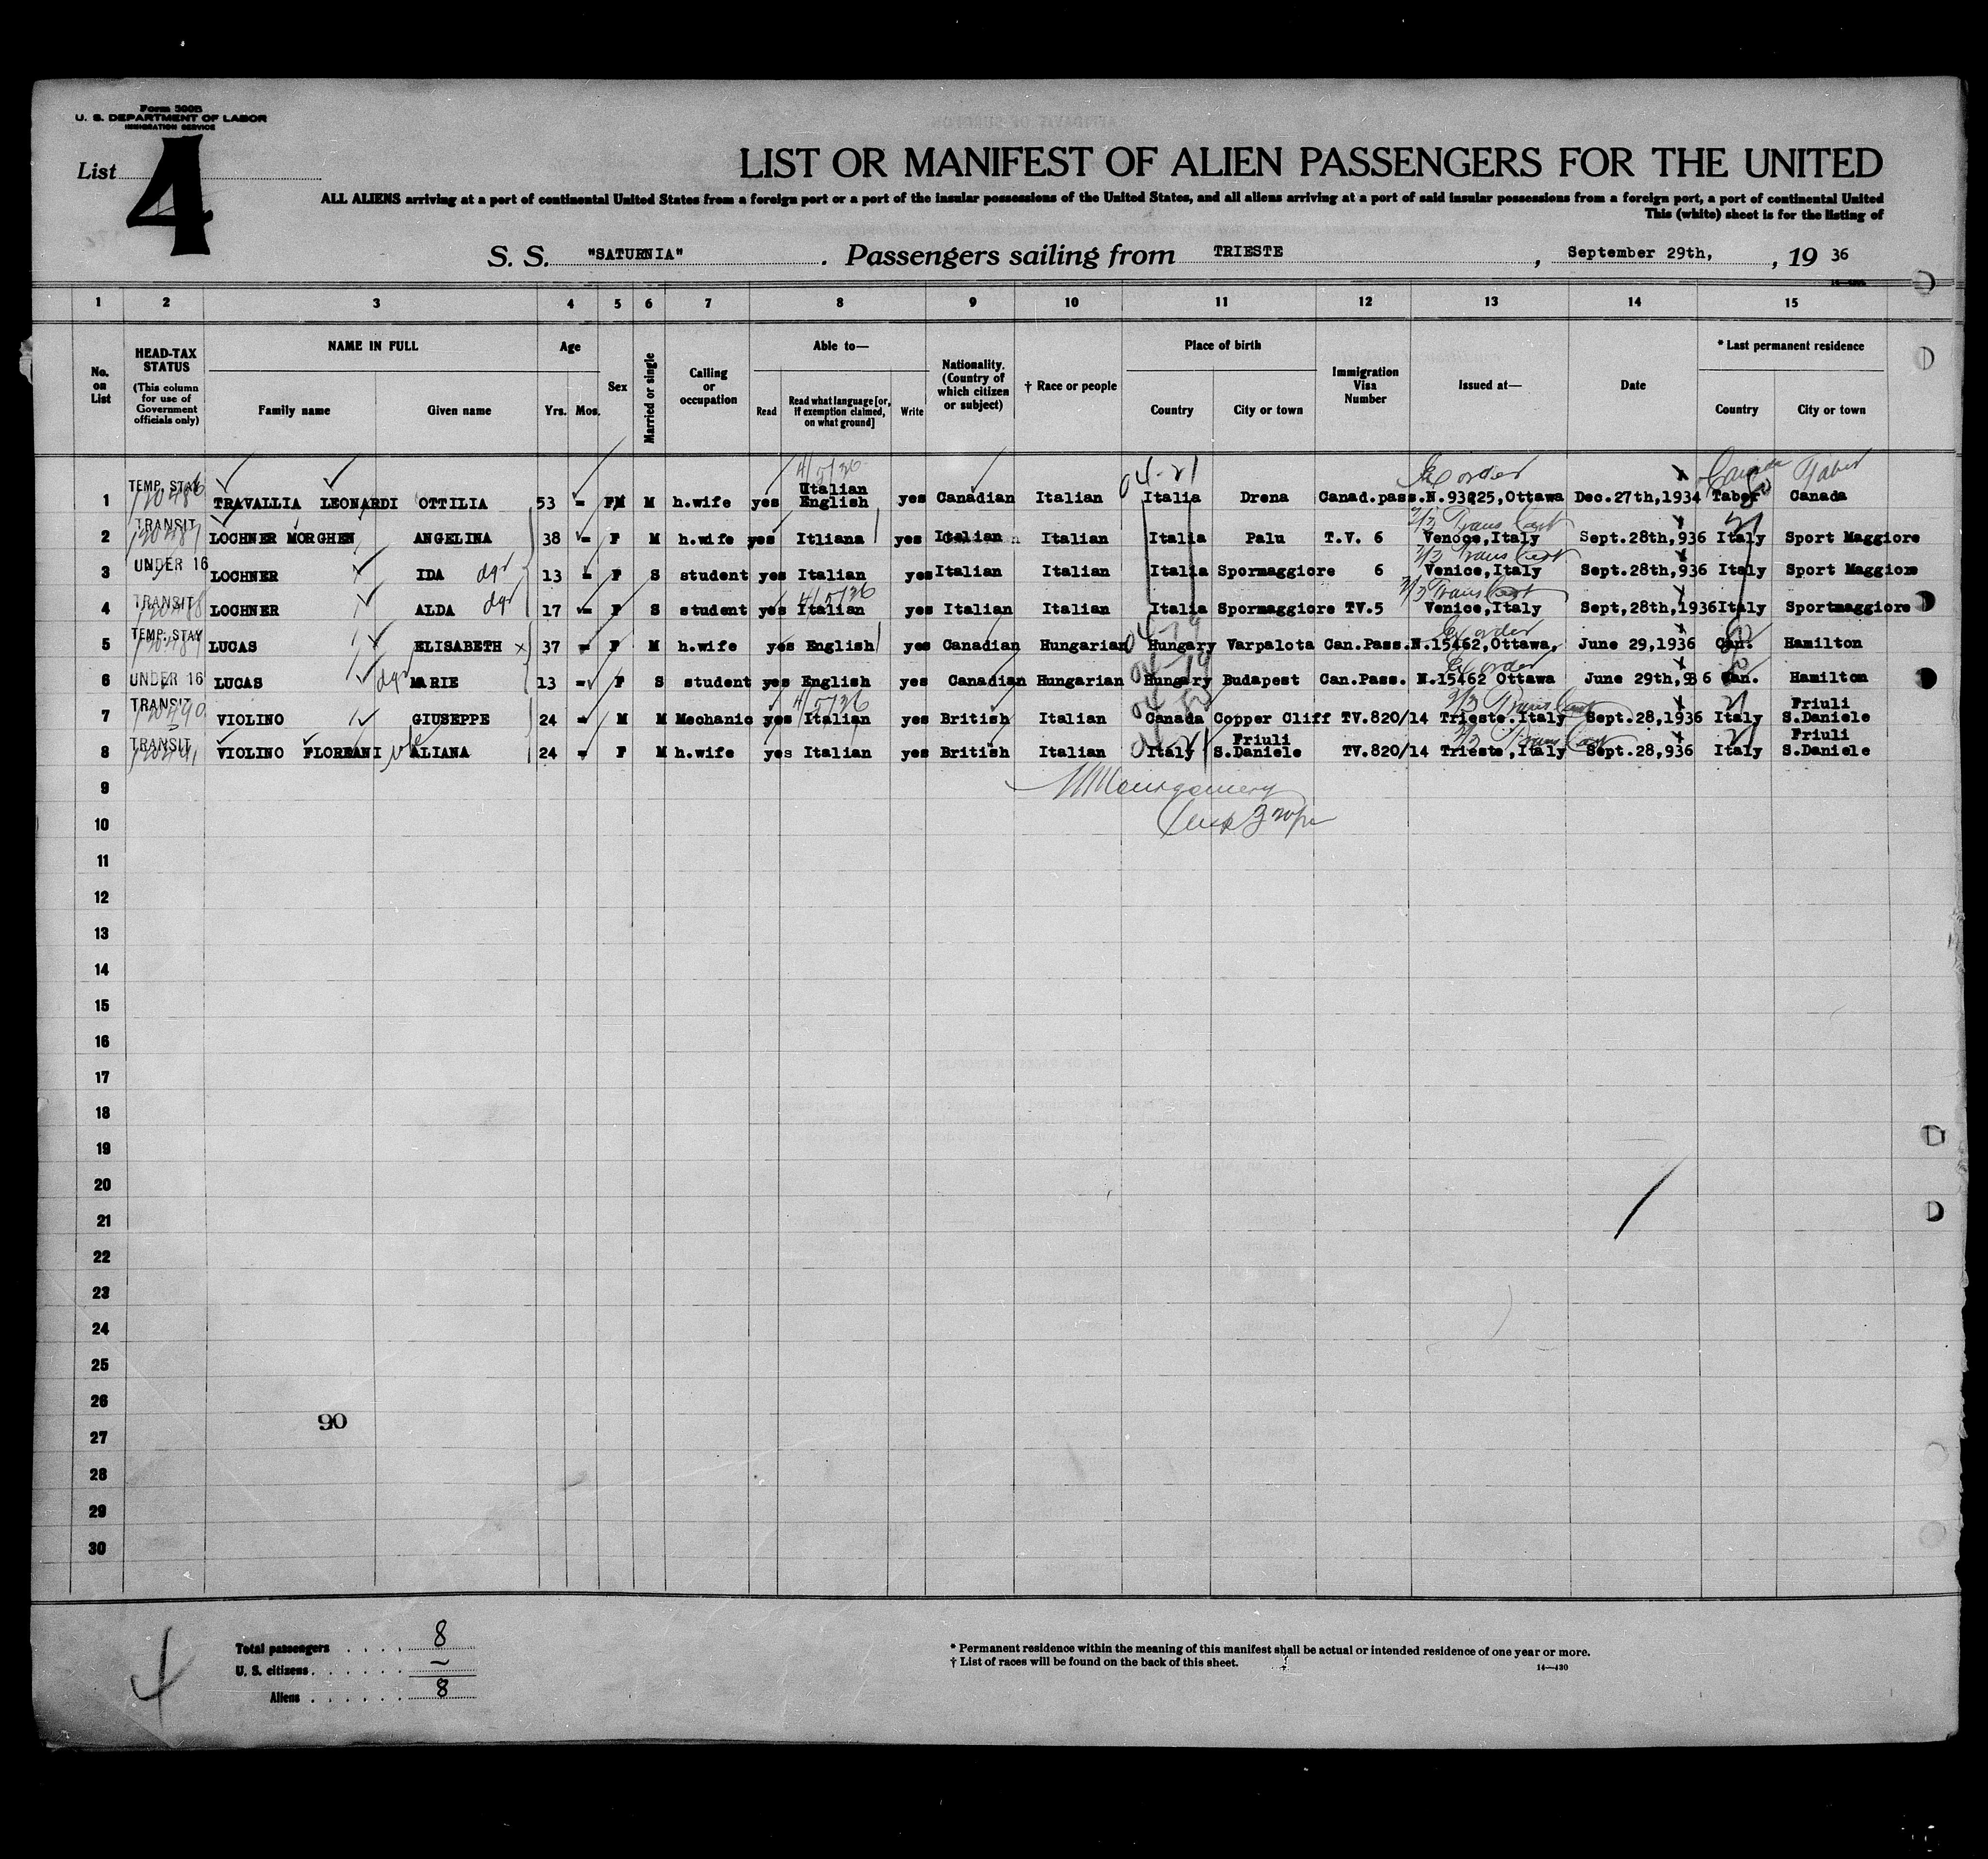 Form 500B
U. S. DEPARTMENT OF LABOR
IMMIGRATION SERVICE
List 4
LIST OR MANIFEST OF ALIEN PASSENGERS FOR THE UNITED
ALL ALIENS arriving at a port of continental United States from a foreign port or a port of the insular possessions of the United States, and all aliens arriving at a port of said insular possessions from a foreign port, a port of continental United
This (white) sheet is for the listing of
S. S. "SATURNIA". Passengers sailing from TRIESTE, September 29th,, 19 36
1 2 3 4 5 6 7 8 9 10 11 12 13 14 15
No. on List
HEAD-TAX STATUS
(This column for use of Government officials only)
NAME IN FULL
Family name
Given name
Age
Yrs. Mos.
Sex
Married or single
Calling or occupation
Able to—
Read
Read what language [or, if exemption claimed, on what ground]
Write
Nationality. (Country of which citizen or subject)
† Race or people
Place of birth
Country
City or town
Immigration Visa Number
Issued at—
Date
* Last permanent residence
Country
City or town
4/5/36
04-21
Canada Taber
1 TEMP. STAY TRAVALLIA LEONARDI OTTILIA 53 - F M h.wife yes Italian English yes Canadian Italian Italia Drena Canad.pass.N.93225,Ottawa Dec.27th,1934 Taber Canada
2 TRANSIT LOCHNER MORGHEN ANGELINA 38 - F M h.wife yes Itliana yes Italian Italian Italia Palu T.V. 6 Venoce,Italy Sept.28th,936 Italy Sport Maggiore
3 UNDER 16 LOCHNER IDA dgr 13 - F S student yes Italian yes Italian Italian Italia Spormaggiore 6 Venice,Italy Sept.28th,936 Italy Sport Maggiore
4 TRANSIT LOCHNER ALDA dgr 17 - F S student yes Italian yes Italian Italian Italia Spormaggiore TV.5 Venice,Italy Sept,28th,1936 Italy Sportmaggiore
5 TEMP. STAY LUCAS ELISABETH x 37 - F M h.wife yes English yes Canadian Hungarian Hungary Varpalota Can.Pass.N.15462,Ottawa, June 29,1936 Can. Hamilton
6 UNDER 16 LUCAS dgr MARIE 13 - F S student yes English yes Canadian Hungarian Hungary Budapest Can.Pass. N.15462 Ottawa June 29th,936 Can. Hamilton
7 TRANSIT VIOLINO GIUSEPPE 24 - M M Mechanic yes Italian yes British Italian Canada Copper Cliff TV.820/14 Trieste.Italy Sept.28,1936 Italy Friuli S.Daniele
8 TRANSIT VIOLINO FLOREANI ALIANA 24 - F M h.wife yes Italian yes British Italian Italy Friuli S.Daniele TV.820/14 Trieste,Italy Sept.28,936 Italy Friuli S.Daniele
9
10
11
12
13
14
15
16
17
18
19
20
21
22
23
24
25
26
27
28
29
30
90
Total passengers . . . . 8
U. S. citizens . . . . . . –
Aliens . . . . . . 8
* Permanent residence within the meaning of this manifest shall be actual or intended residence of one year or more.
† List of races will be found on the back of this sheet.
14—430